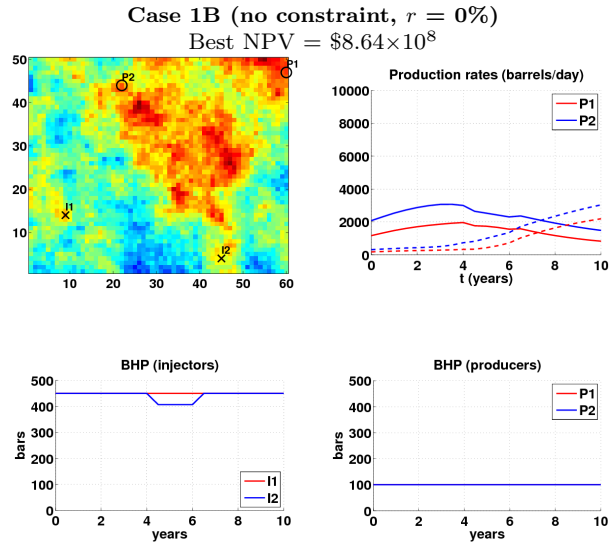 Case 1B (no constraint, r = 0%)
Best NPV = $8.64×10⁸
50
40
30
20
10
10 20 30 40 50 60
P1
P2
I1
I2
Production rates (barrels/day)
10000
8000
6000
4000
2000
0
0 2 4 6 8 10
t (years)
P1
P2
BHP (injectors)
500
400
300
200
100
0
bars
0 2 4 6 8 10
years
I1
I2
BHP (producers)
500
400
300
200
100
0
bars
0 2 4 6 8 10
years
P1
P2